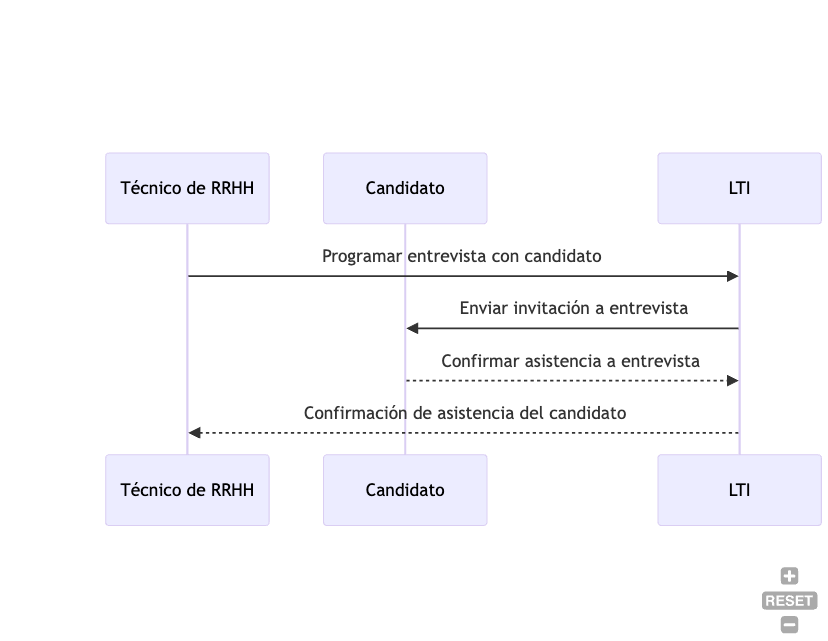 Técnico de RRHH
Candidato
LTI
Programar entrevista con candidato
Enviar invitación a entrevista
Confirmar asistencia a entrevista
Confirmación de asistencia del candidato
Técnico de RRHH
Candidato
LTI
RESET